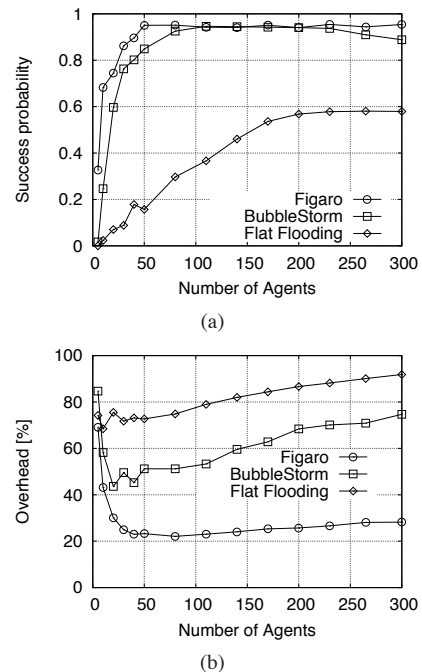 1
0.8
0.6
0.4
0.2
0
Success probability
Figaro
BubbleStorm
Flat Flooding
0 50 100 150 200 250 300
Number of Agents
(a)
100
80
60
40
20
0
Overhead [%]
Figaro
BubbleStorm
Flat Flooding
0 50 100 150 200 250 300
Number of Agents
(b)